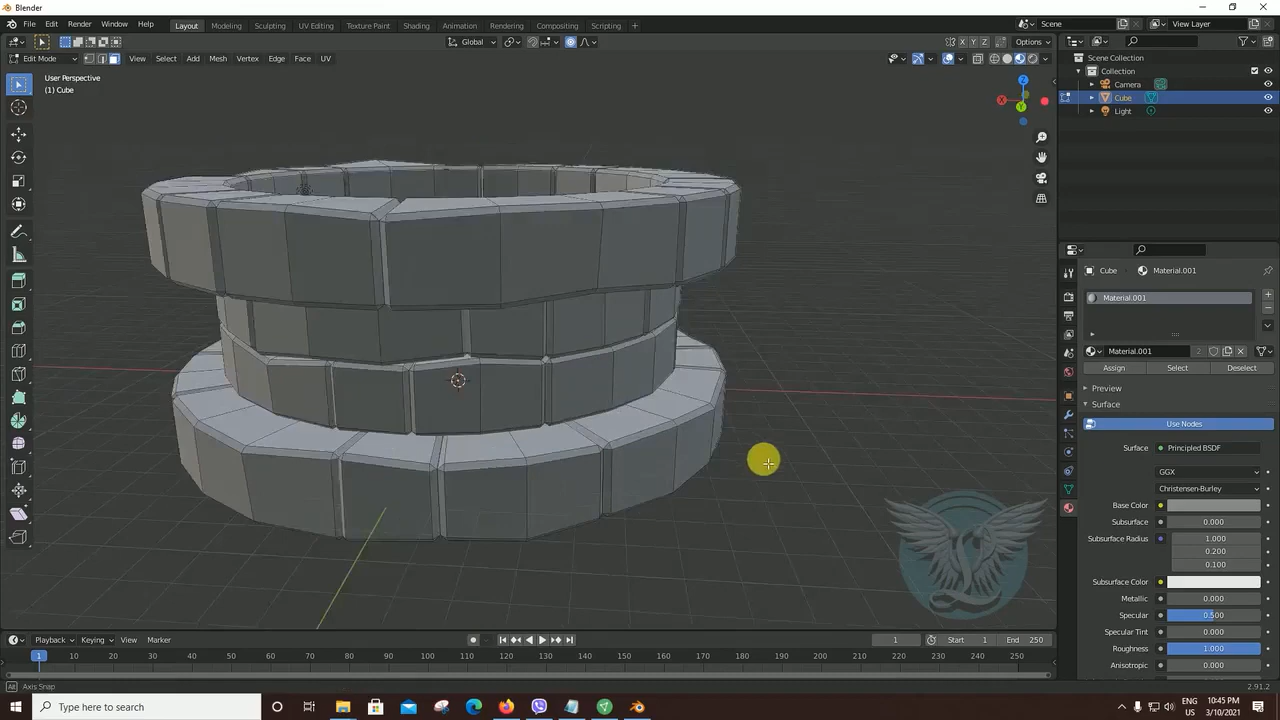 Blender
File Edit Render Window Help
Layout Modeling Sculpting UV Editing Texture Paint Shading Animation Rendering Compositing Scripting +
Scene View Layer
Global X Y Z Options
Edit Mode View Select Add Mesh Vertex Edge Face UV
User Perspective
(1) Cube
Scene Collection
Collection
Camera
Cube
Light
Z
X
Y
Cube Material.001
Material.001
Material.001 2
Assign Select Deselect
Preview
Surface
Use Nodes
Surface Principled BSDF
GGX
Christensen-Burley
Base Color
Subsurface 0.000
Subsurface Radius 1.000
0.200
0.100
Subsurface Color
Metallic 0.000
Specular 0.500
Specular Tint 0.000
Roughness 1.000
Anisotropic 0.000
Playback Keying View Marker 1 Start 1 End 250
1 10 20 30 40 50 60 70 80 90 100 110 120 130 140 150 160 170 180 190 200 210 220 230 240 250
Axis Snap 2.91.2
Type here to search
ENG 10:45 PM
3/10/2021